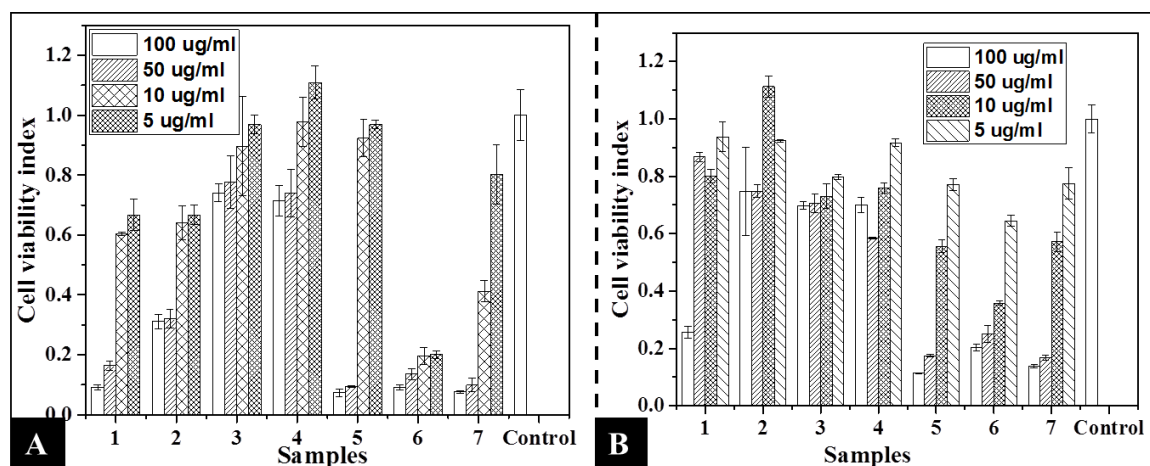 Cell viability index
1.2
1.0
0.8
0.6
0.4
0.2
0.0
100 ug/ml
50 ug/ml
10 ug/ml
5 ug/ml
1 2 3 4 5 6 7 Control
Samples
A
Cell viability index
1.2
1.0
0.8
0.6
0.4
0.2
0.0
100 ug/ml
50 ug/ml
10 ug/ml
5 ug/ml
1 2 3 4 5 6 7 Control
Samples
B